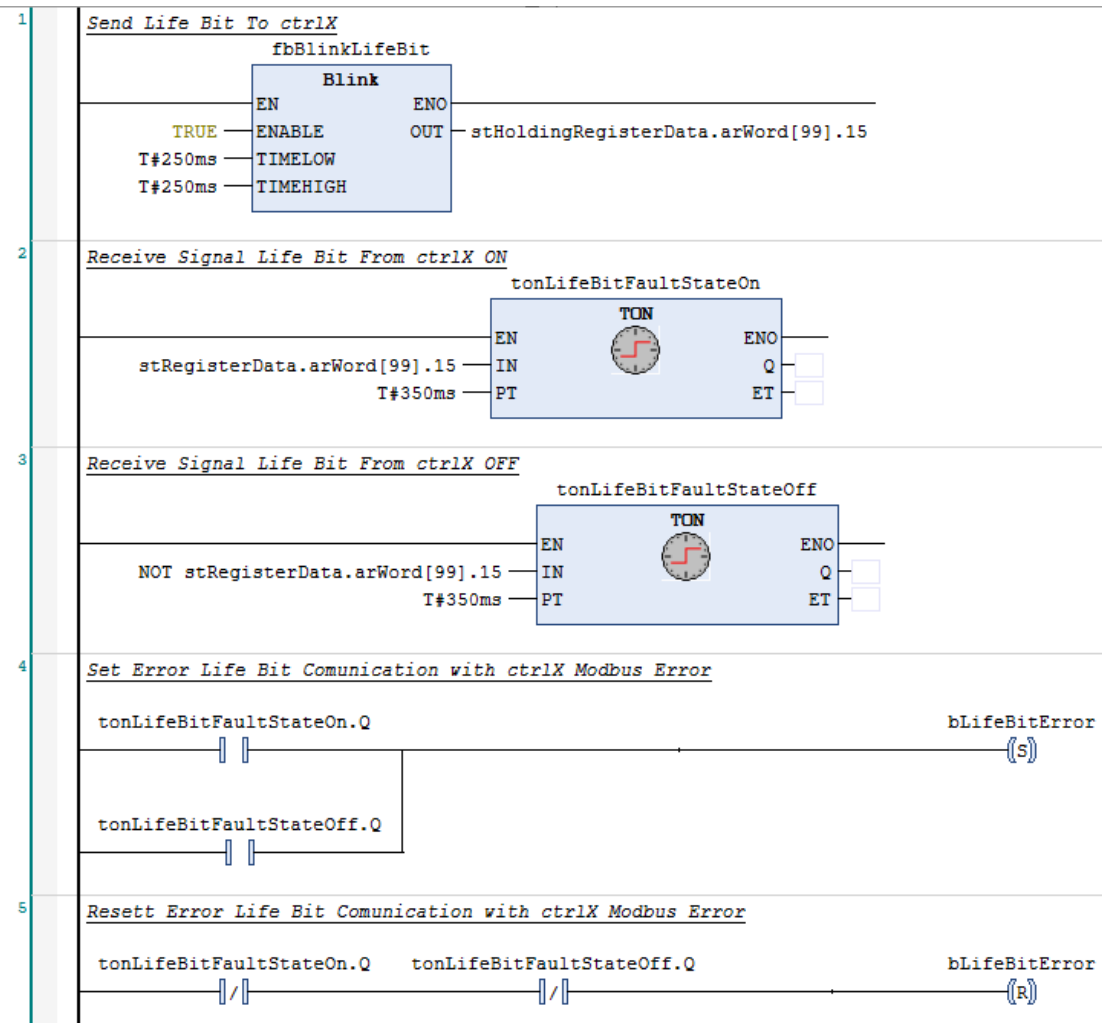 1
Send Life Bit To ctrlX
fbBlinkLifeBit
Blink
EN ENO
TRUE ENABLE OUT stHoldingRegisterData.arWord[99].15
T#250ms TIMELOW
T#250ms TIMEHIGH
2
Receive Signal Life Bit From ctrlX ON
tonLifeBitFaultStateOn
TON
EN ENO
stRegisterData.arWord[99].15 IN Q
T#350ms PT ET
3
Receive Signal Life Bit From ctrlX OFF
tonLifeBitFaultStateOff
TON
EN ENO
NOT stRegisterData.arWord[99].15 IN Q
T#350ms PT ET
4
Set Error Life Bit Comunication with ctrlX Modbus Error
tonLifeBitFaultStateOn.Q bLifeBitError
S
tonLifeBitFaultStateOff.Q
5
Resett Error Life Bit Comunication with ctrlX Modbus Error
tonLifeBitFaultStateOn.Q tonLifeBitFaultStateOff.Q bLifeBitError
/ / R